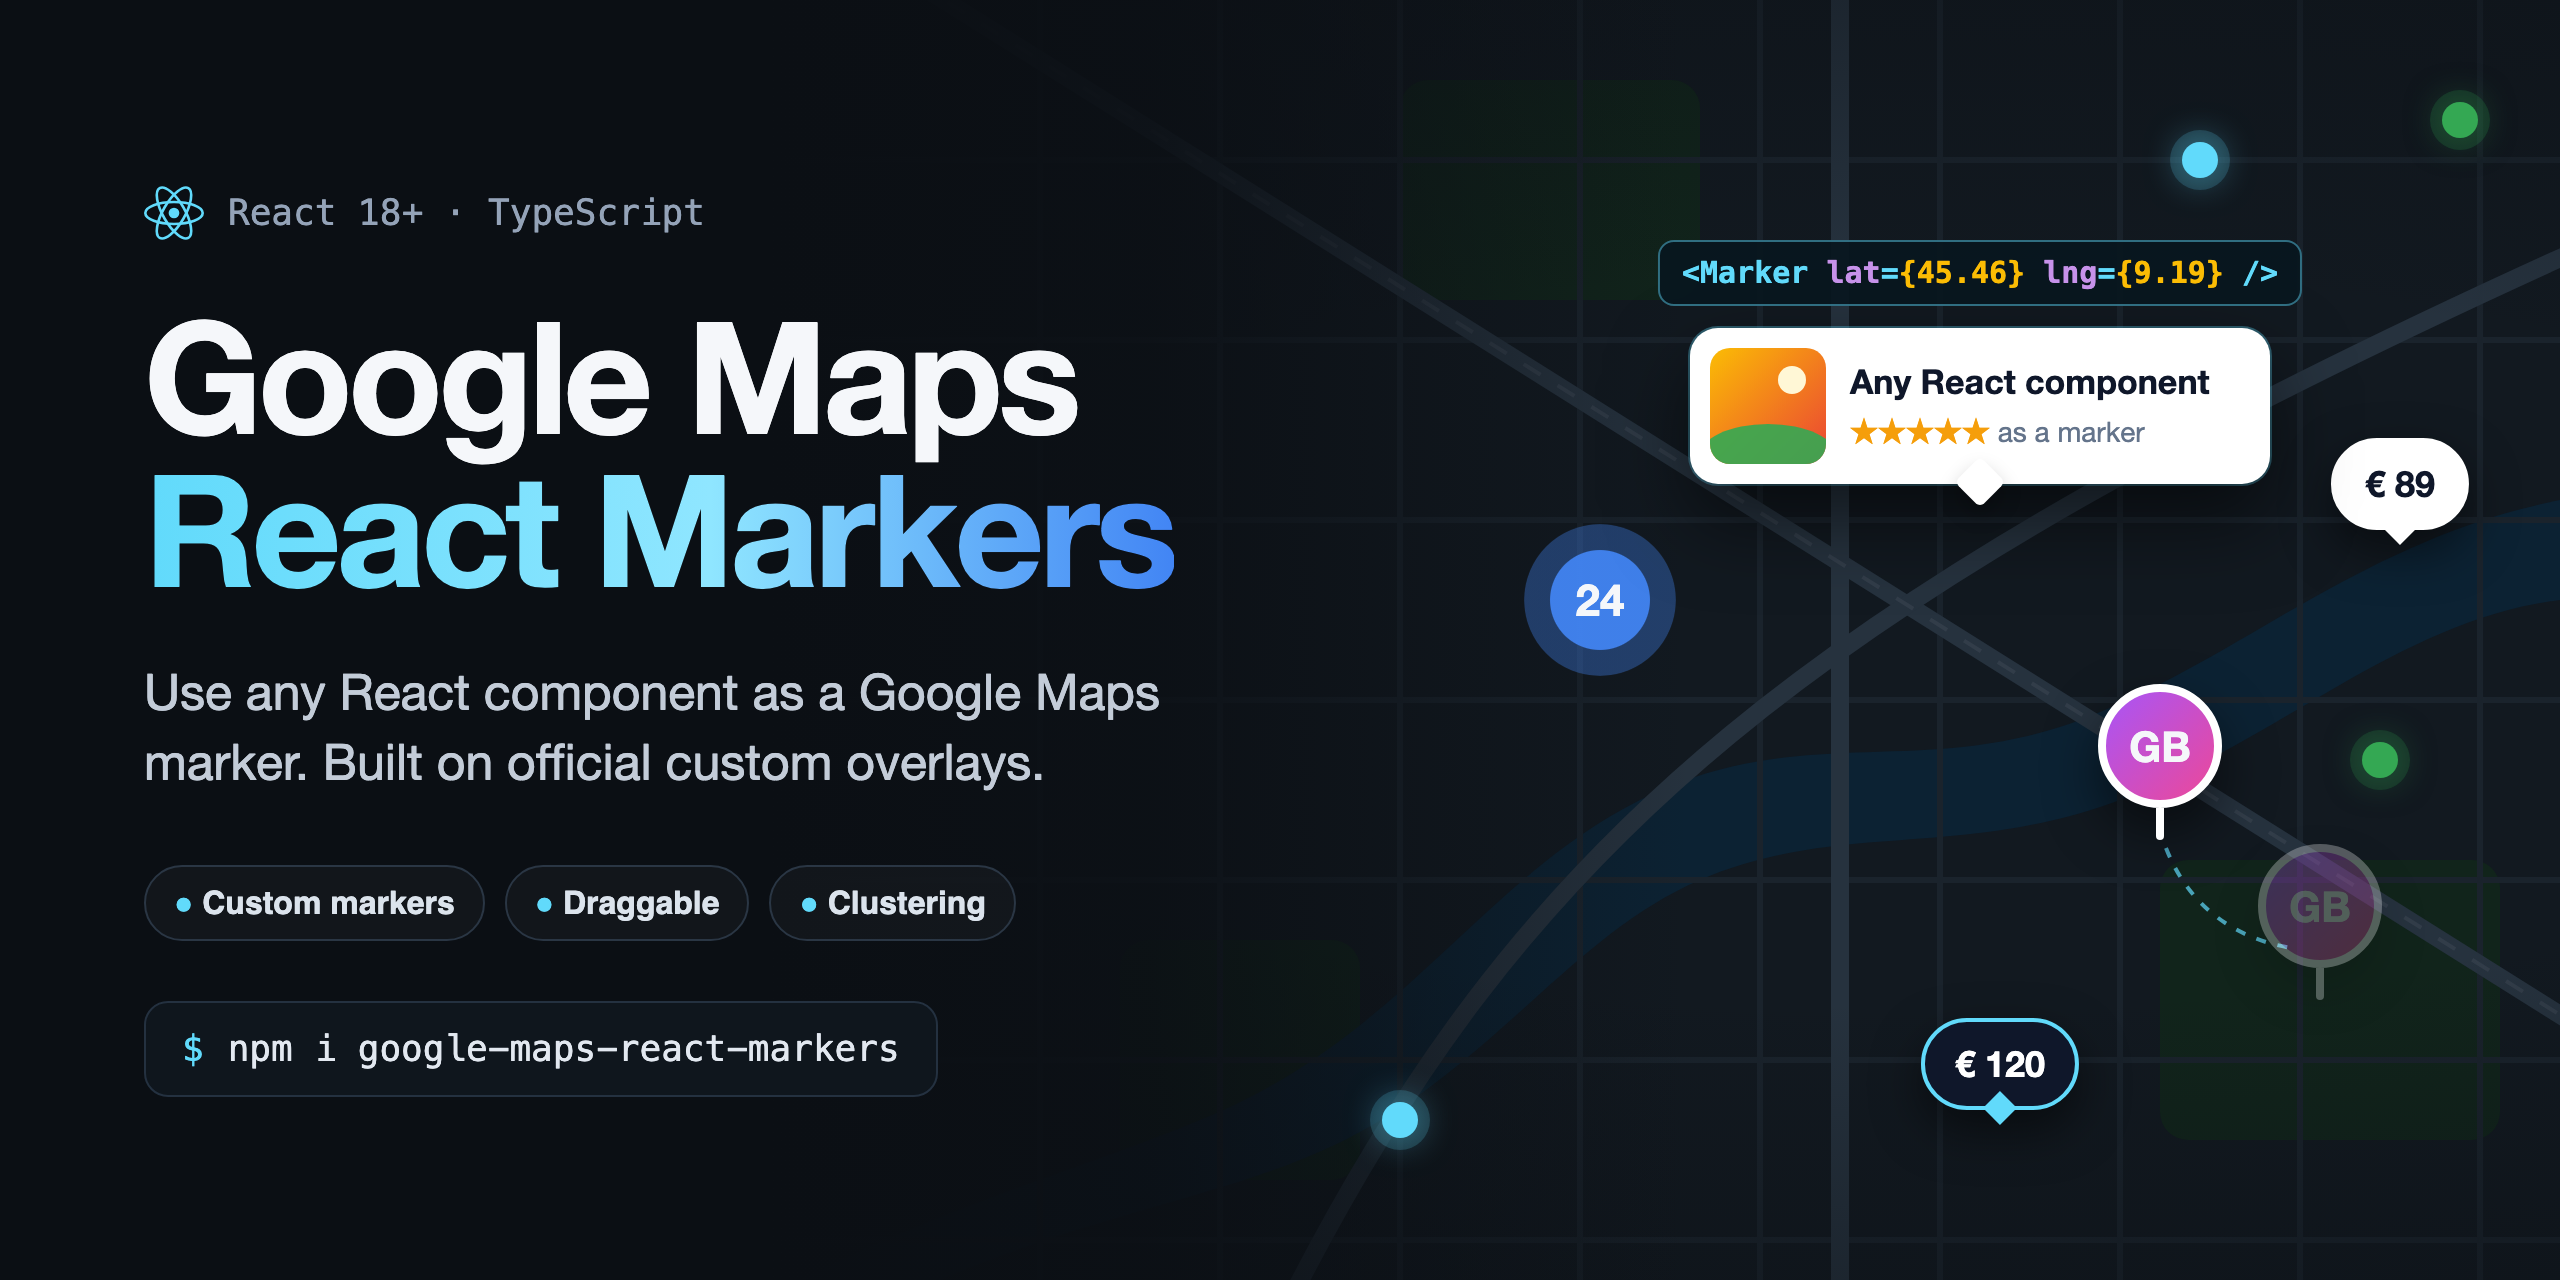 React 18+ · TypeScript
Google Maps
React Markers
Use any React component as a Google Maps
marker. Built on official custom overlays.
Custom markers
Draggable
Clustering
$ npm i google-maps-react-markers
<Marker lat={45.46} lng={9.19} />
Any React component
★★★★★ as a marker
€ 89
24
GB
GB
€ 120